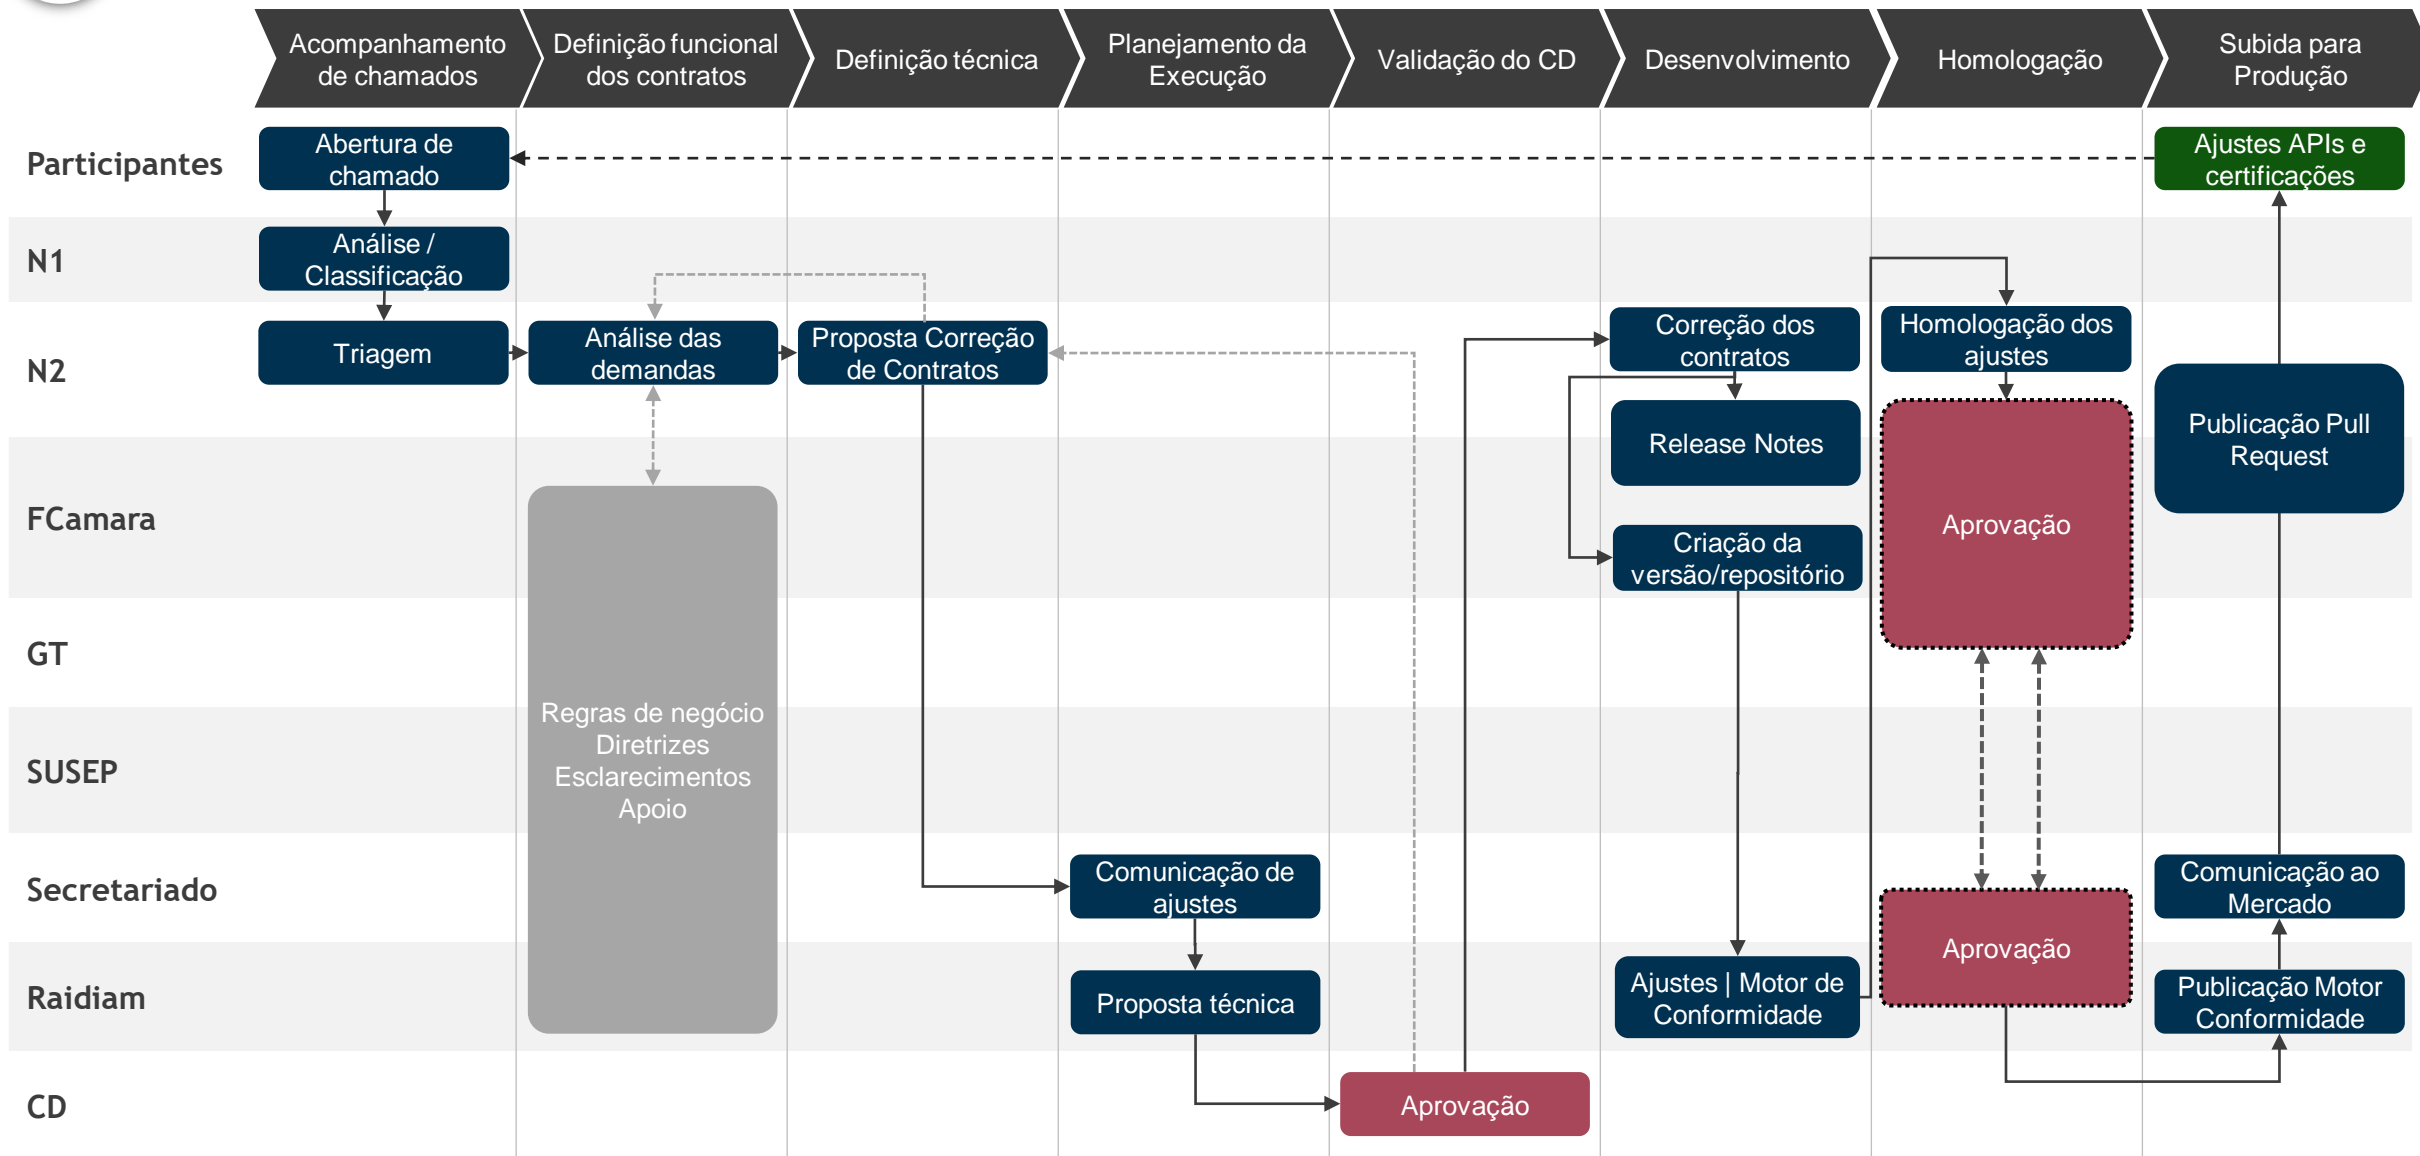 Acompanhamento
de chamados
Definição funcional
dos contratos
Definição técnica
Planejamento da
Execução
Validação do CD
Desenvolvimento
Homologação
Subida para
Produção
Participantes
Abertura de
chamado
Ajustes APIs e
certificações
N1
Análise /
Classificação
N2
Triagem
Análise das
demandas
Proposta Correção
de Contratos
Correção dos
contratos
Homologação dos
ajustes
Release Notes
Publicação Pull
Request
FCamara
Criação da
versão/repositório
Aprovação
GT
Regras de negócio
Diretrizes
Esclarecimentos
Apoio
SUSEP
Secretariado
Comunicação de
ajustes
Aprovação
Comunicação ao
Mercado
Raidiam
Proposta técnica
Ajustes | Motor de
Conformidade
Publicação Motor
Conformidade
CD
Aprovação